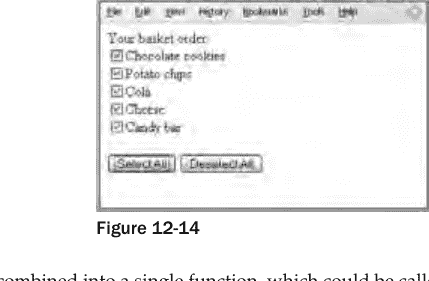 File Edit View History Bookmarks Tools Help
Your basket order
Chocolate cookies
Potato chips
Cola
Cheese
Candy bar
Select All Deselect All
Figure 12-14
combined into a single function, which could be